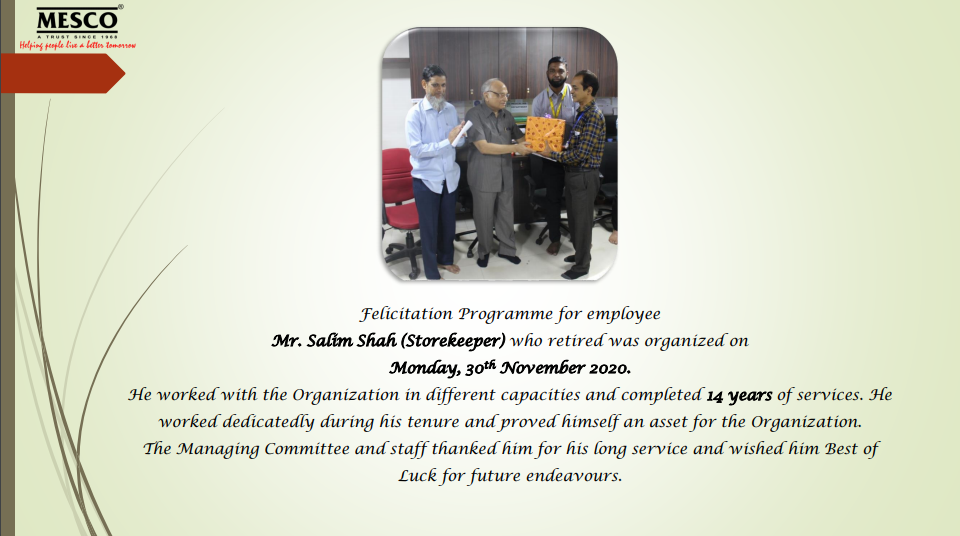 MESCO®
A TRUST SINCE 1968
Helping people live a better tomorrow
Felicitation Programme for employee
Mr. Salim Shah (Storekeeper) who retired was organized on
Monday, 30th November 2020.
He worked with the Organization in different capacities and completed 14 years of services. He
worked dedicatedly during his tenure and proved himself an asset for the Organization.
The Managing Committee and staff thanked him for his long service and wished him Best of
Luck for future endeavours.